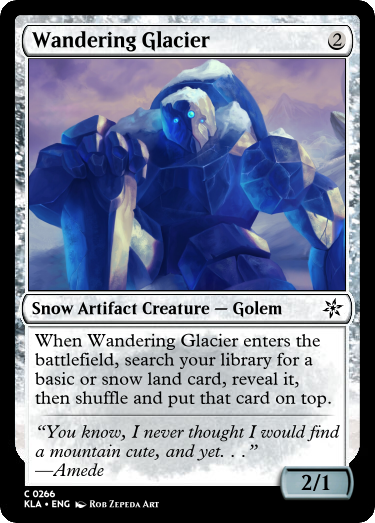 Wandering Glacier 2
Snow Artifact Creature — Golem
When Wandering Glacier enters the
battlefield, search your library for a
basic or snow land card, reveal it,
then shuffle and put that card on top.
“You know, I never thought I would find
a mountain cute, and yet. . .”
—Amede
2/1
C 0266
KLA • ENG Rob Zepeda Art